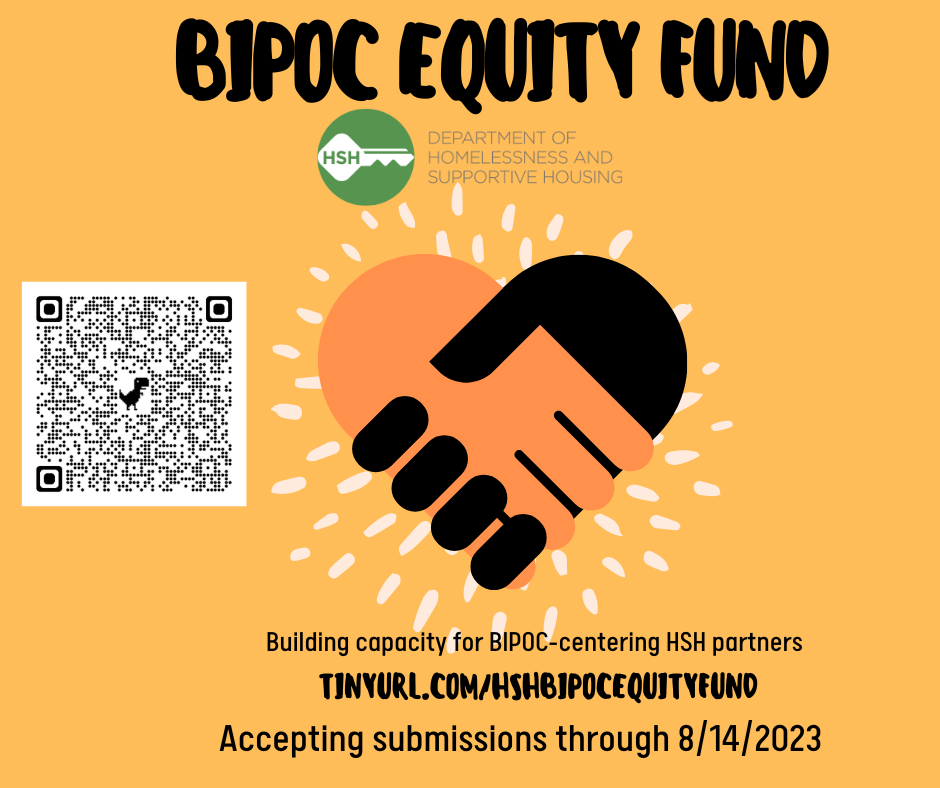 BIPOC EQUITY FUND
HSH
DEPARTMENT OF
HOMELESSNESS AND
SUPPORTIVE HOUSING
Building capacity for BIPOC-centering HSH partners
TINYURL.COM/HSHBIPOCEQUITYFUND
Accepting submissions through 8/14/2023